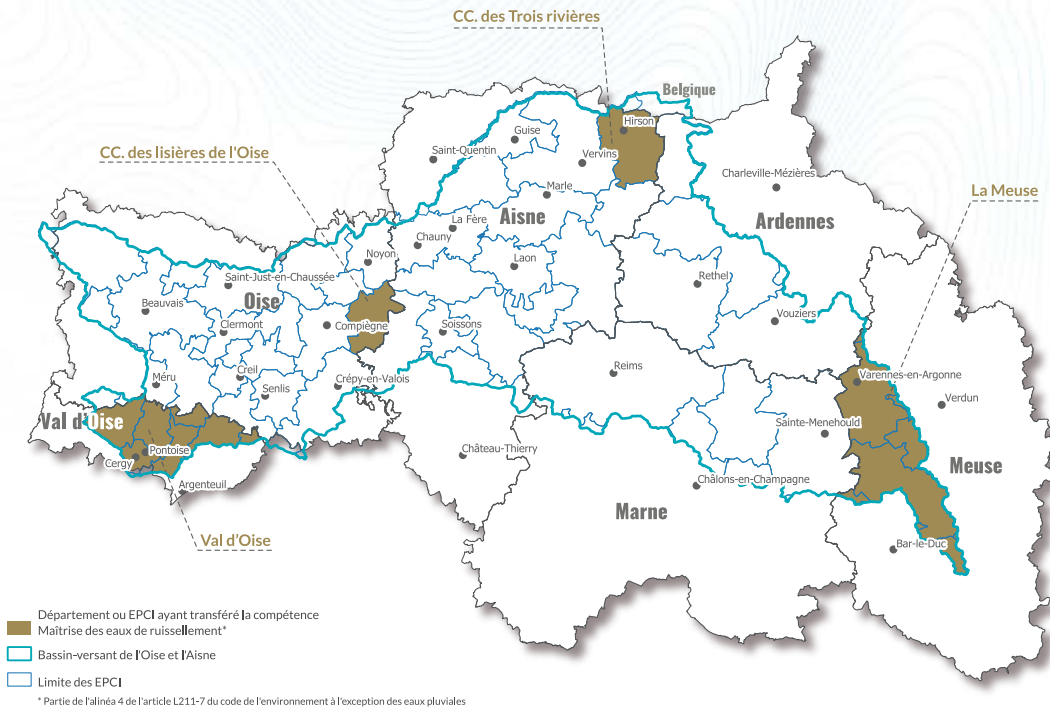 CC. des Trois rivières
Belgique
Hirson
Guise
CC. des lisières de l'Oise
Saint-Quentin
Vervins
Charleville-Mézières
La Meuse
Marle
Aisne
Ardennes
La Fère
Chauny
Noyon
Laon
Saint-Just-en-Chaussée
Rethel
Oise
Beauvais
Vouziers
Clermont
Compiègne
Soissons
Reims
Creil
Méru
Crépy-en-Valois
Varennes-en-Argonne
Senlis
Verdun
Val d'Oise
Sainte-Menehould
Pontoise
Château-Thierry
Cergy
Meuse
Châlons-en-Champagne
Argenteuil
Marne
Val d'Oise
Bar-le-Duc
Département ou EPCI ayant transféré la compétence
Maîtrise des eaux de ruissellement*
Bassin-versant de l'Oise et l'Aisne
Limite des EPCI
* Partie de l'alinéa 4 de l'article L211-7 du code de l'environnement à l'exception des eaux pluviales